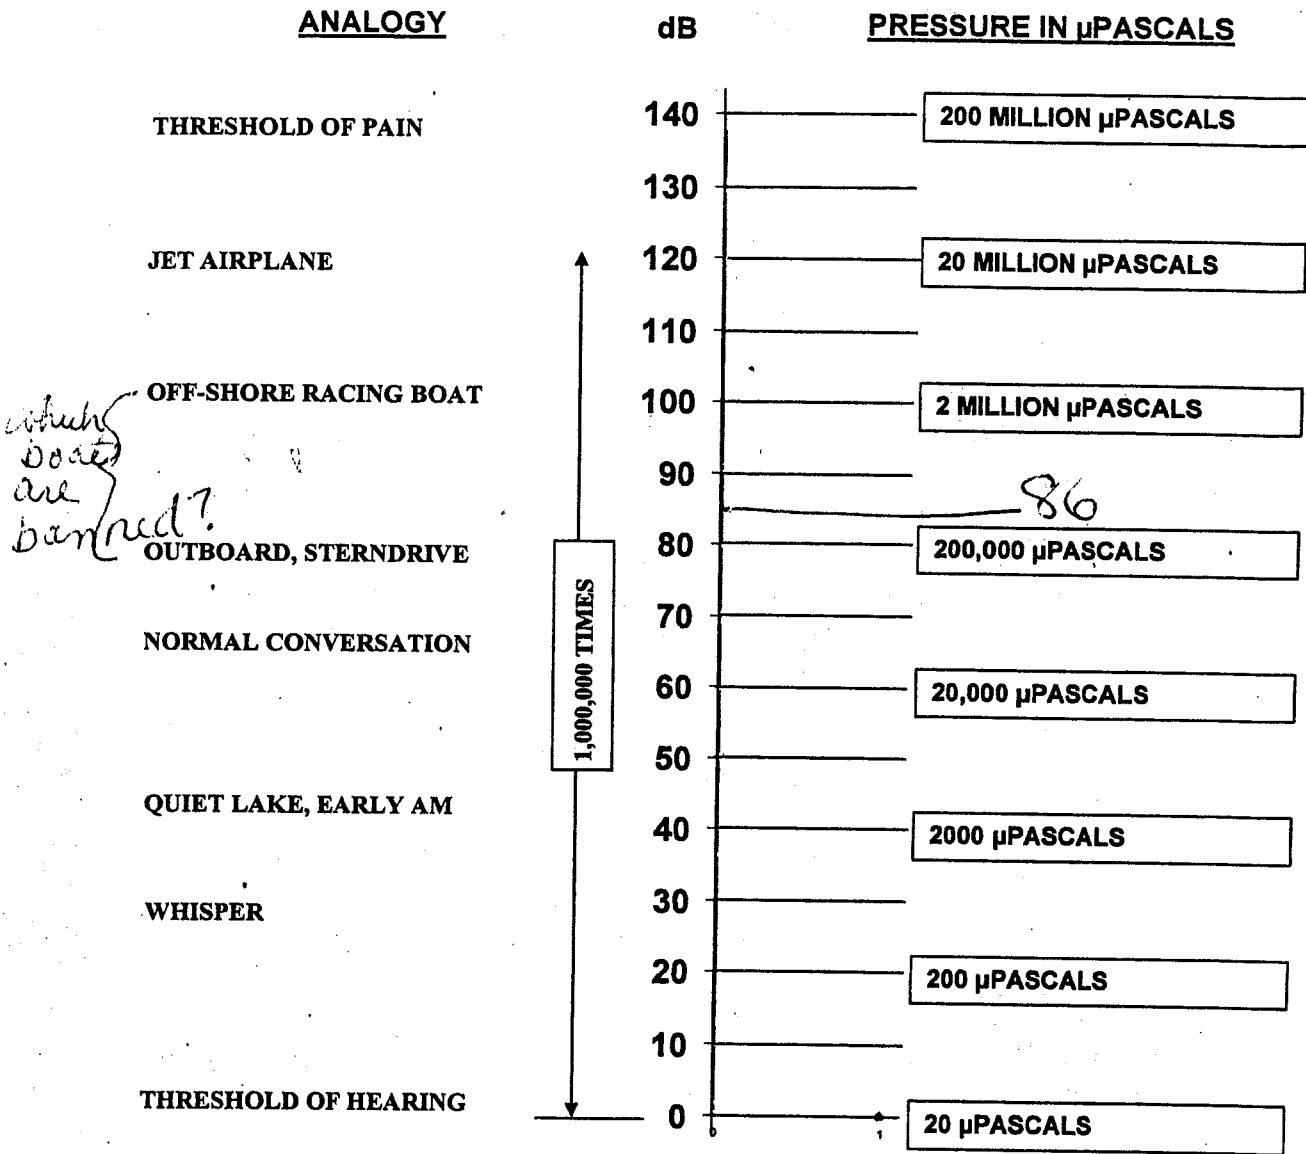 ANALOGY dB PRESSURE IN µPASCALS
THRESHOLD OF PAIN 140 200 MILLION µPASCALS
130
JET AIRPLANE 120 20 MILLION µPASCALS
110
OFF-SHORE RACING BOAT 100 2 MILLION µPASCALS
which
boats
are
banned?
90
86
OUTBOARD, STERNDRIVE 80 200,000 µPASCALS
1,000,000 TIMES
70
NORMAL CONVERSATION
60 20,000 µPASCALS
50
QUIET LAKE, EARLY AM 40 2000 µPASCALS
30
WHISPER
20 200 µPASCALS
10
THRESHOLD OF HEARING 0 20 µPASCALS
0 1